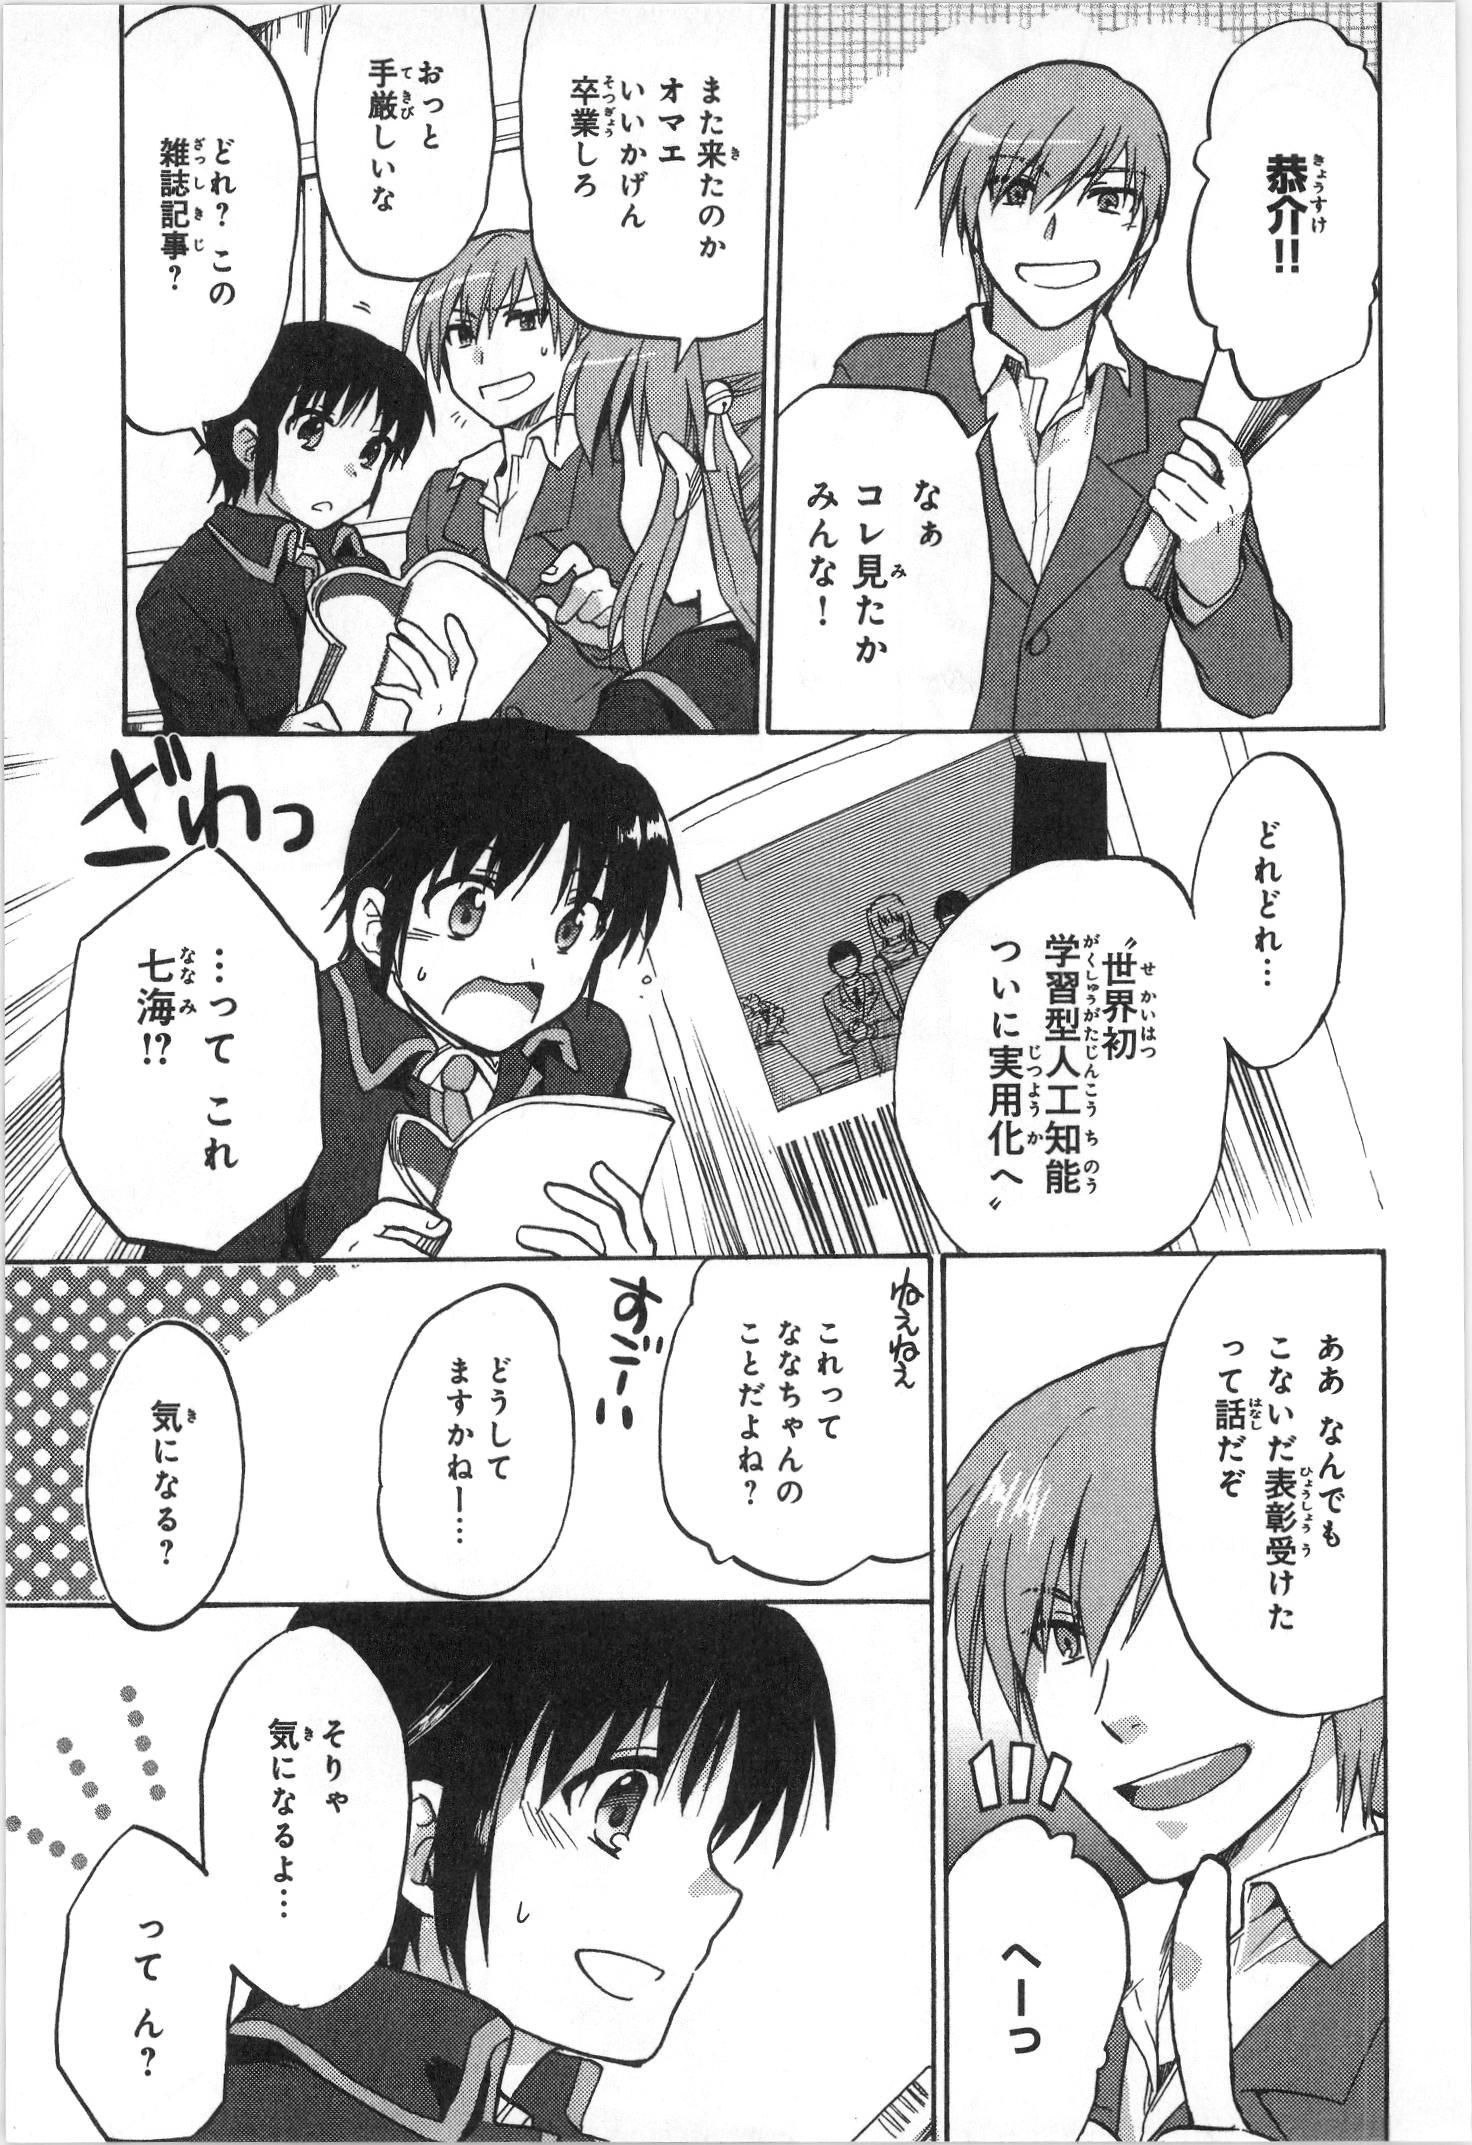 恭介!!
なぁ
コレ見たか
みんな!
また来たのか
オマエ
いいかげん
卒業しろ
おっと
手厳しいな
どれ? この
雑誌記事?
どれどれ…
〝世界初
学習型人工知能
ついに実用化へ〟
ざわっ
…って これ
七海!?
ああ なんでも
こないだ表彰受けた
って話だぞ
へーっ
ねぇねぇ
これって
ななちゃんの
ことだよね?
すごーい
どうして
ますかねー…
気になる?
そりゃ
気になるよ…
って ん?